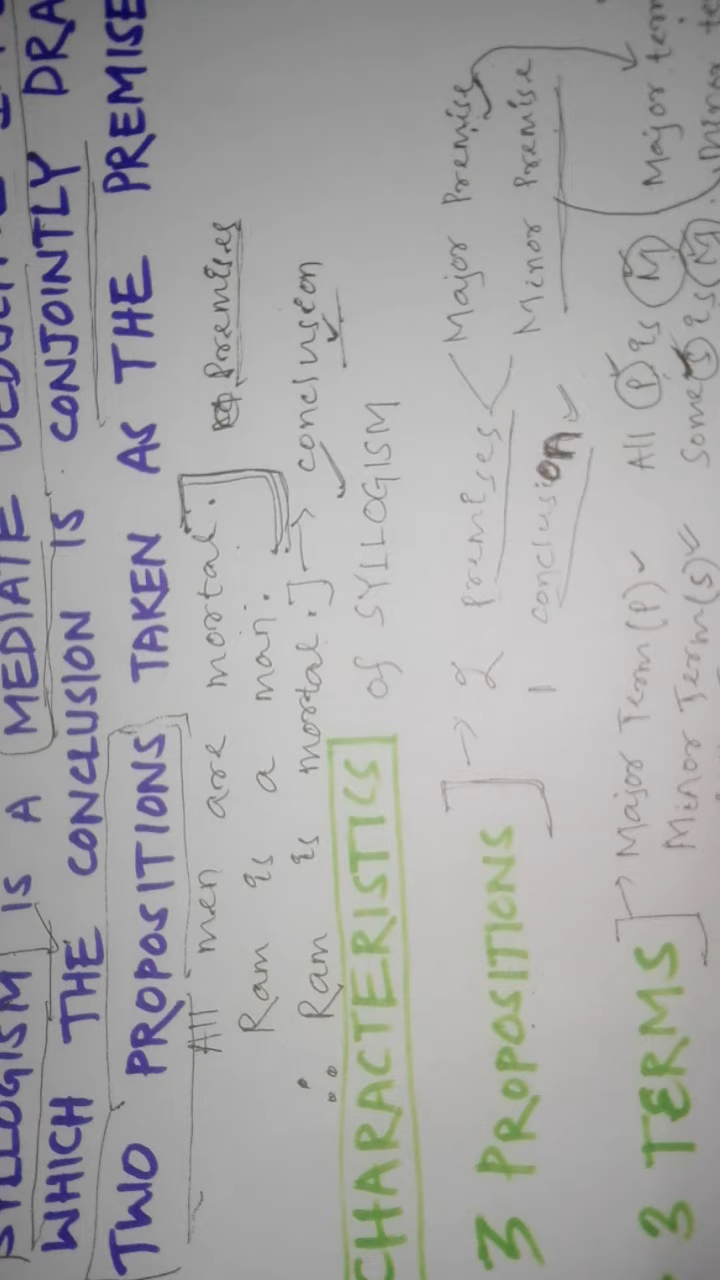 SYLLOGISM IS A MEDIATE
WHICH THE CONCLUSION IS CONJOINTLY DRA
TWO PROPOSITIONS TAKEN AS THE PREMISE
All men are mortal. Premises
Ram is a man.
∴ Ram is mortal. → conclusion
CHARACTERISTICS of SYLLOGISM
3 PROPOSITIONS → 2 premises < Major Premise
Minor Premise
1 conclusion
3 TERMS → Major Term (P) All P is M Major term
Minor Term (S) Some S is M. Minor te